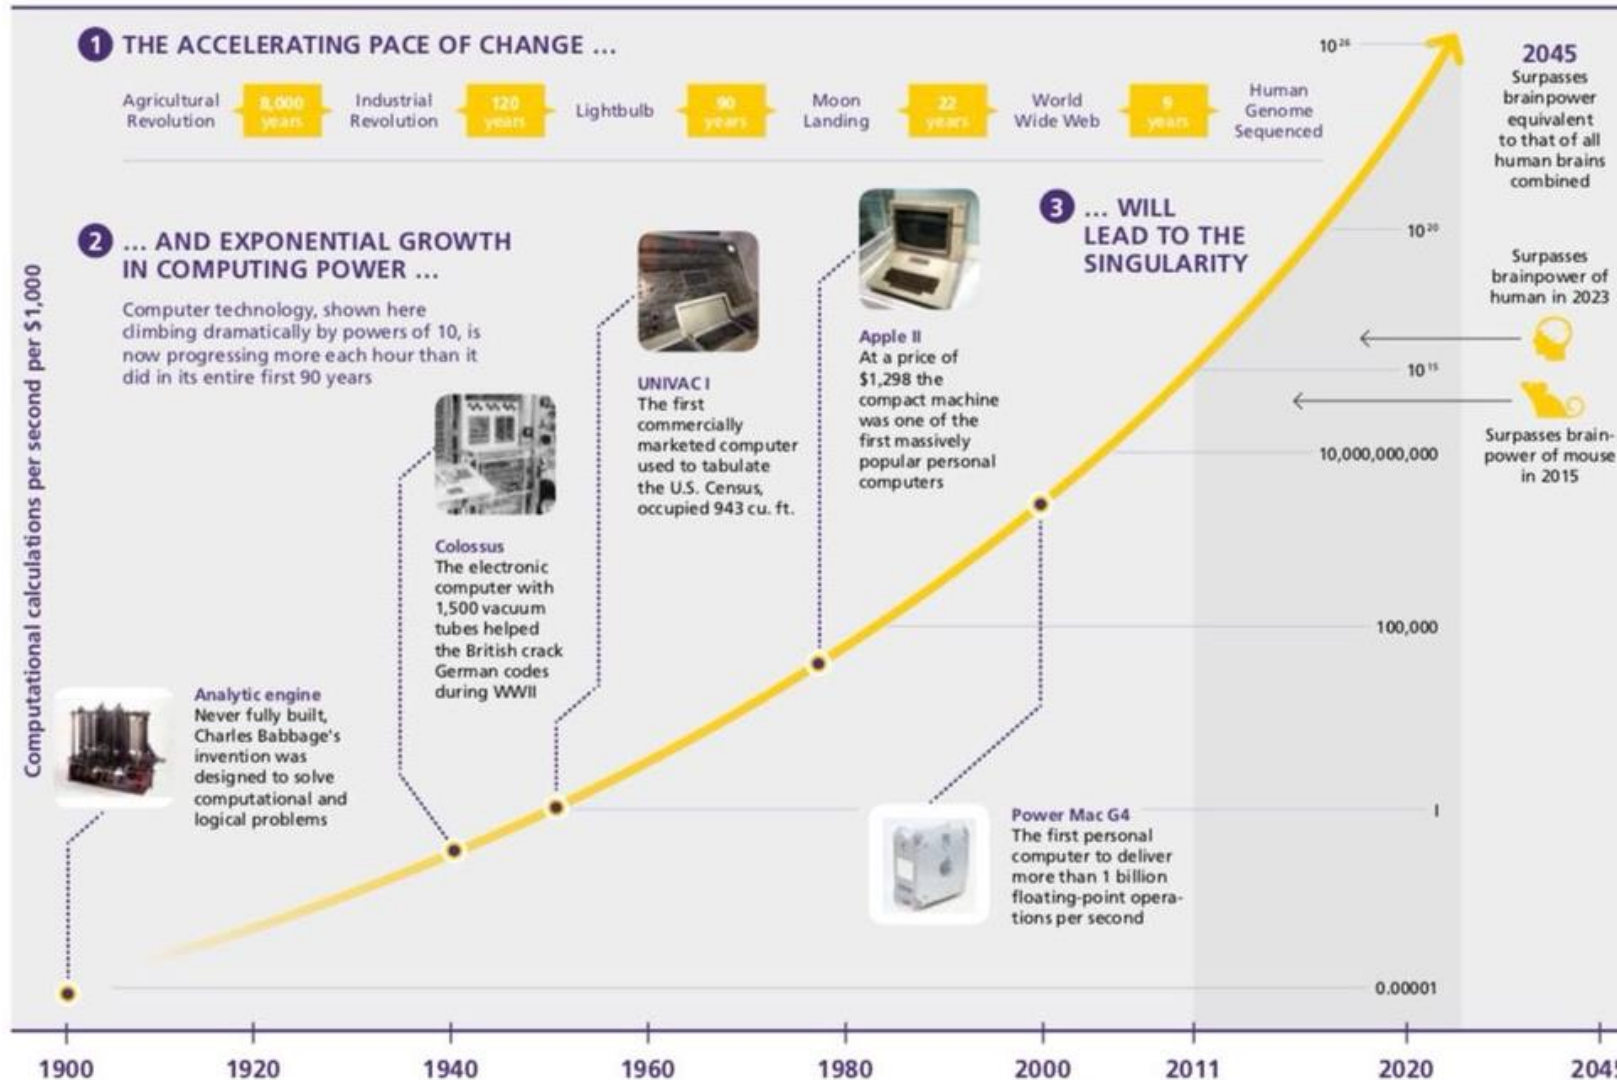 1 THE ACCELERATING PACE OF CHANGE ...
Agricultural
Revolution
8,000
years
Industrial
Revolution
120
years
Lightbulb
90
years
Moon
Landing
22
years
World
Wide Web
9
years
Human
Genome
Sequenced
2 ... AND EXPONENTIAL GROWTH
IN COMPUTING POWER ...
Computer technology, shown here
climbing dramatically by powers of 10, is
now progressing more each hour than it
did in its entire first 90 years
3 ... WILL
LEAD TO THE
SINGULARITY
Computational calculations per second per $1,000
Analytic engine
Never fully built,
Charles Babbage's
invention was
designed to solve
computational and
logical problems
Colossus
The electronic
computer with
1,500 vacuum
tubes helped
the British crack
German codes
during WWII
UNIVAC I
The first
commercially
marketed computer
used to tabulate
the U.S. Census,
occupied 943 cu. ft.
Apple II
At a price of
$1,298 the
compact machine
was one of the
first massively
popular personal
computers
Power Mac G4
The first personal
computer to deliver
more than 1 billion
floating-point opera-
tions per second
10²⁶
10²⁰
10¹⁵
10,000,000,000
100,000
1
0.00001
2045
Surpasses
brainpower
equivalent
to that of all
human brains
combined
Surpasses
brainpower of
human in 2023
Surpasses brain-
power of mouse
in 2015
1900 1920 1940 1960 1980 2000 2011 2020